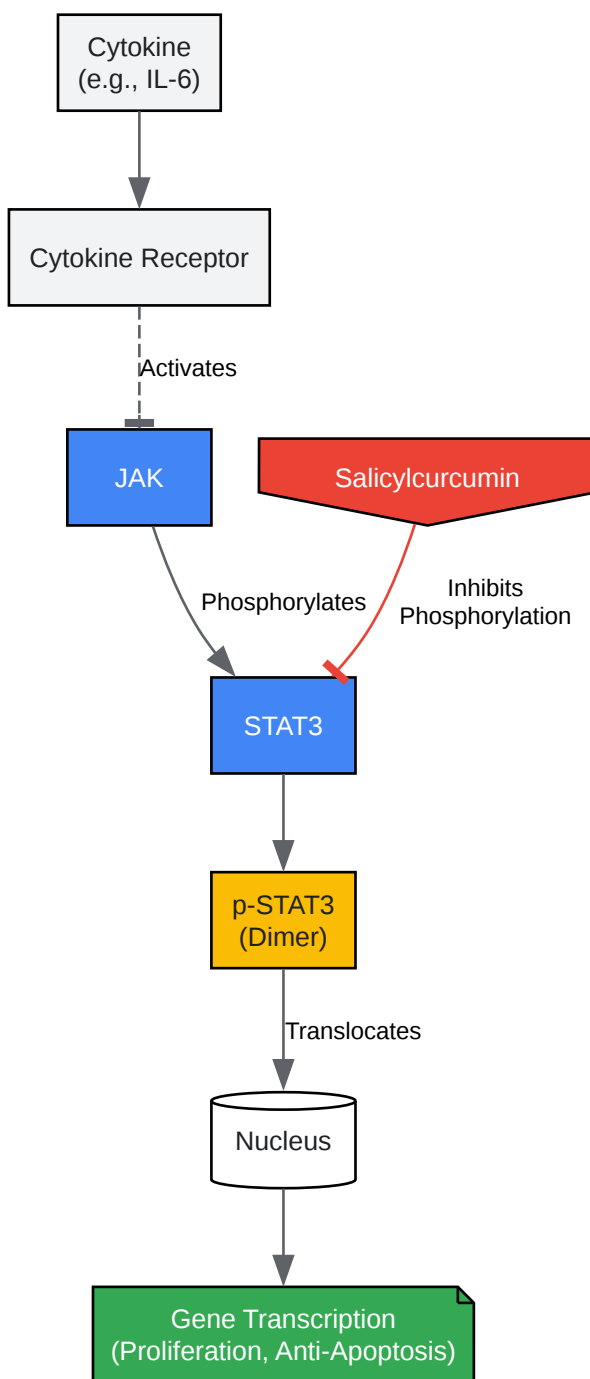 Cytokine
(e.g., IL-6)
Cytokine Receptor
Activates
JAK
Salicylcurcumin
Phosphorylates
Inhibits
Phosphorylation
STAT3
p-STAT3
(Dimer)
Translocates
Nucleus
Gene Transcription
(Proliferation, Anti-Apoptosis)